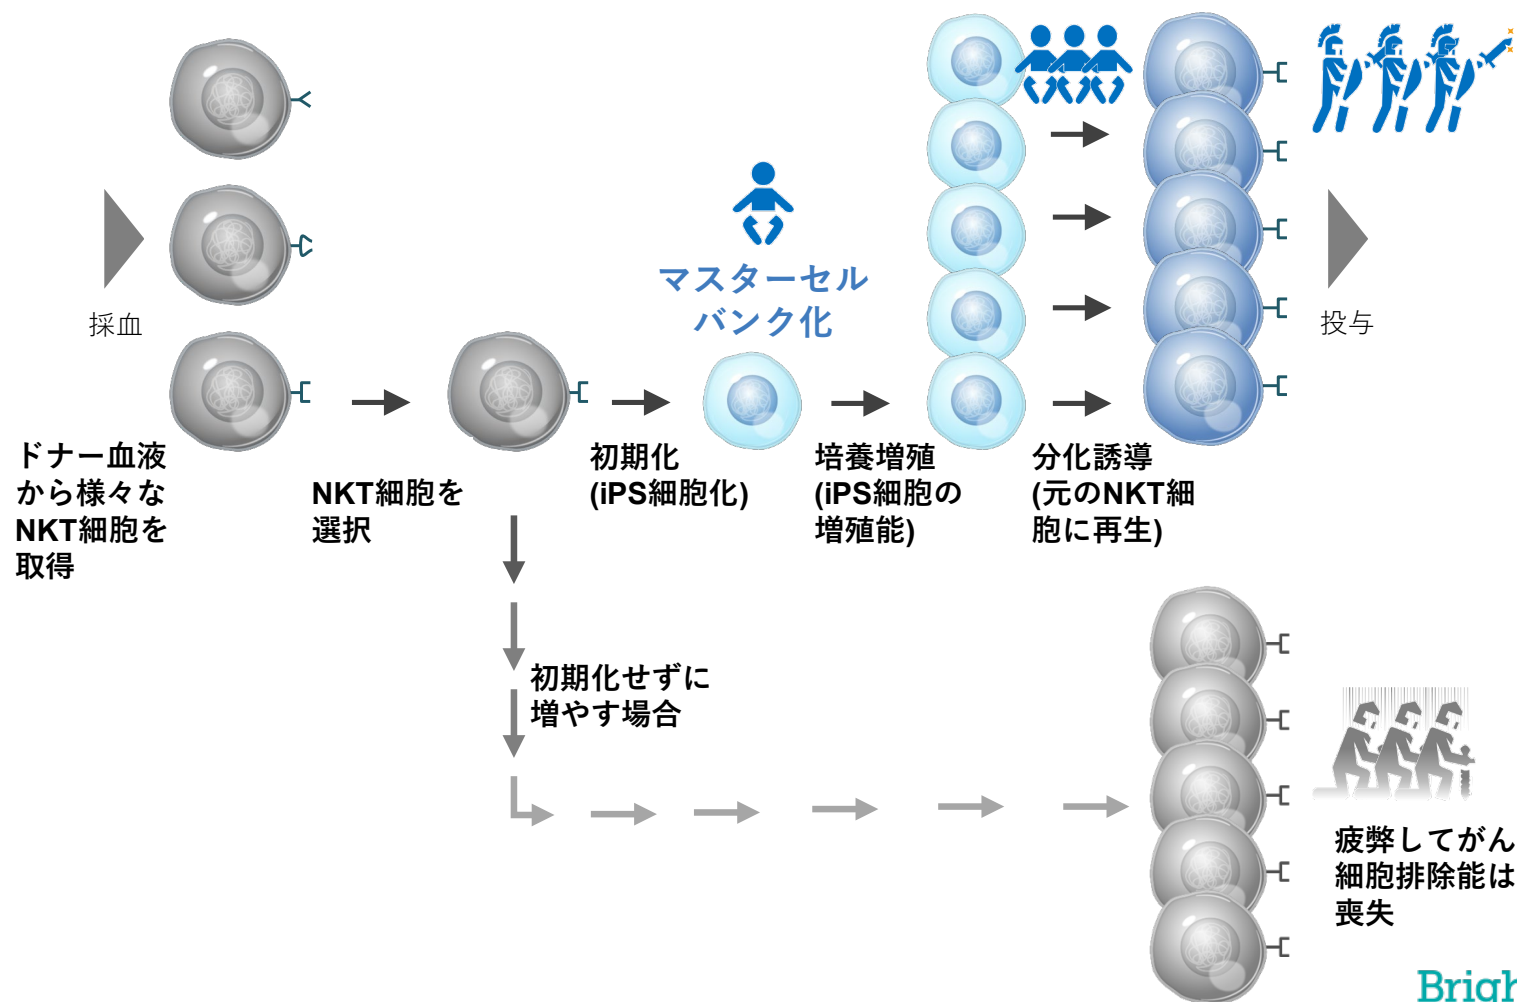 採血
ドナー血液
から様々な
NKT細胞を
取得
NKT細胞を
選択
初期化
(iPS細胞化)
マスターセル
バンク化
培養増殖
(iPS細胞の
増殖能)
分化誘導
(元のNKT細
胞に再生)
投与
初期化せずに
増やす場合
疲弊してがん
細胞排除能は
喪失